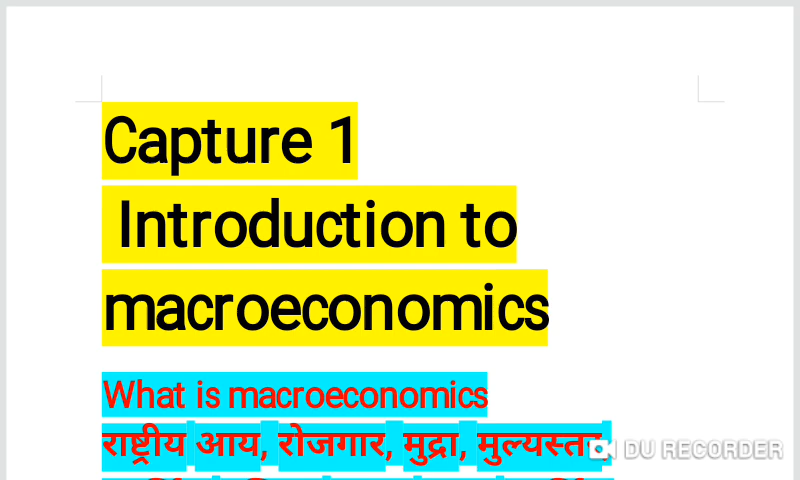 Capture 1
Introduction to
macroeconomics
What is macroeconomics
राष्ट्रीय आय, रोजगार, मुद्रा, मुल्यस्तर,
DU RECORDER